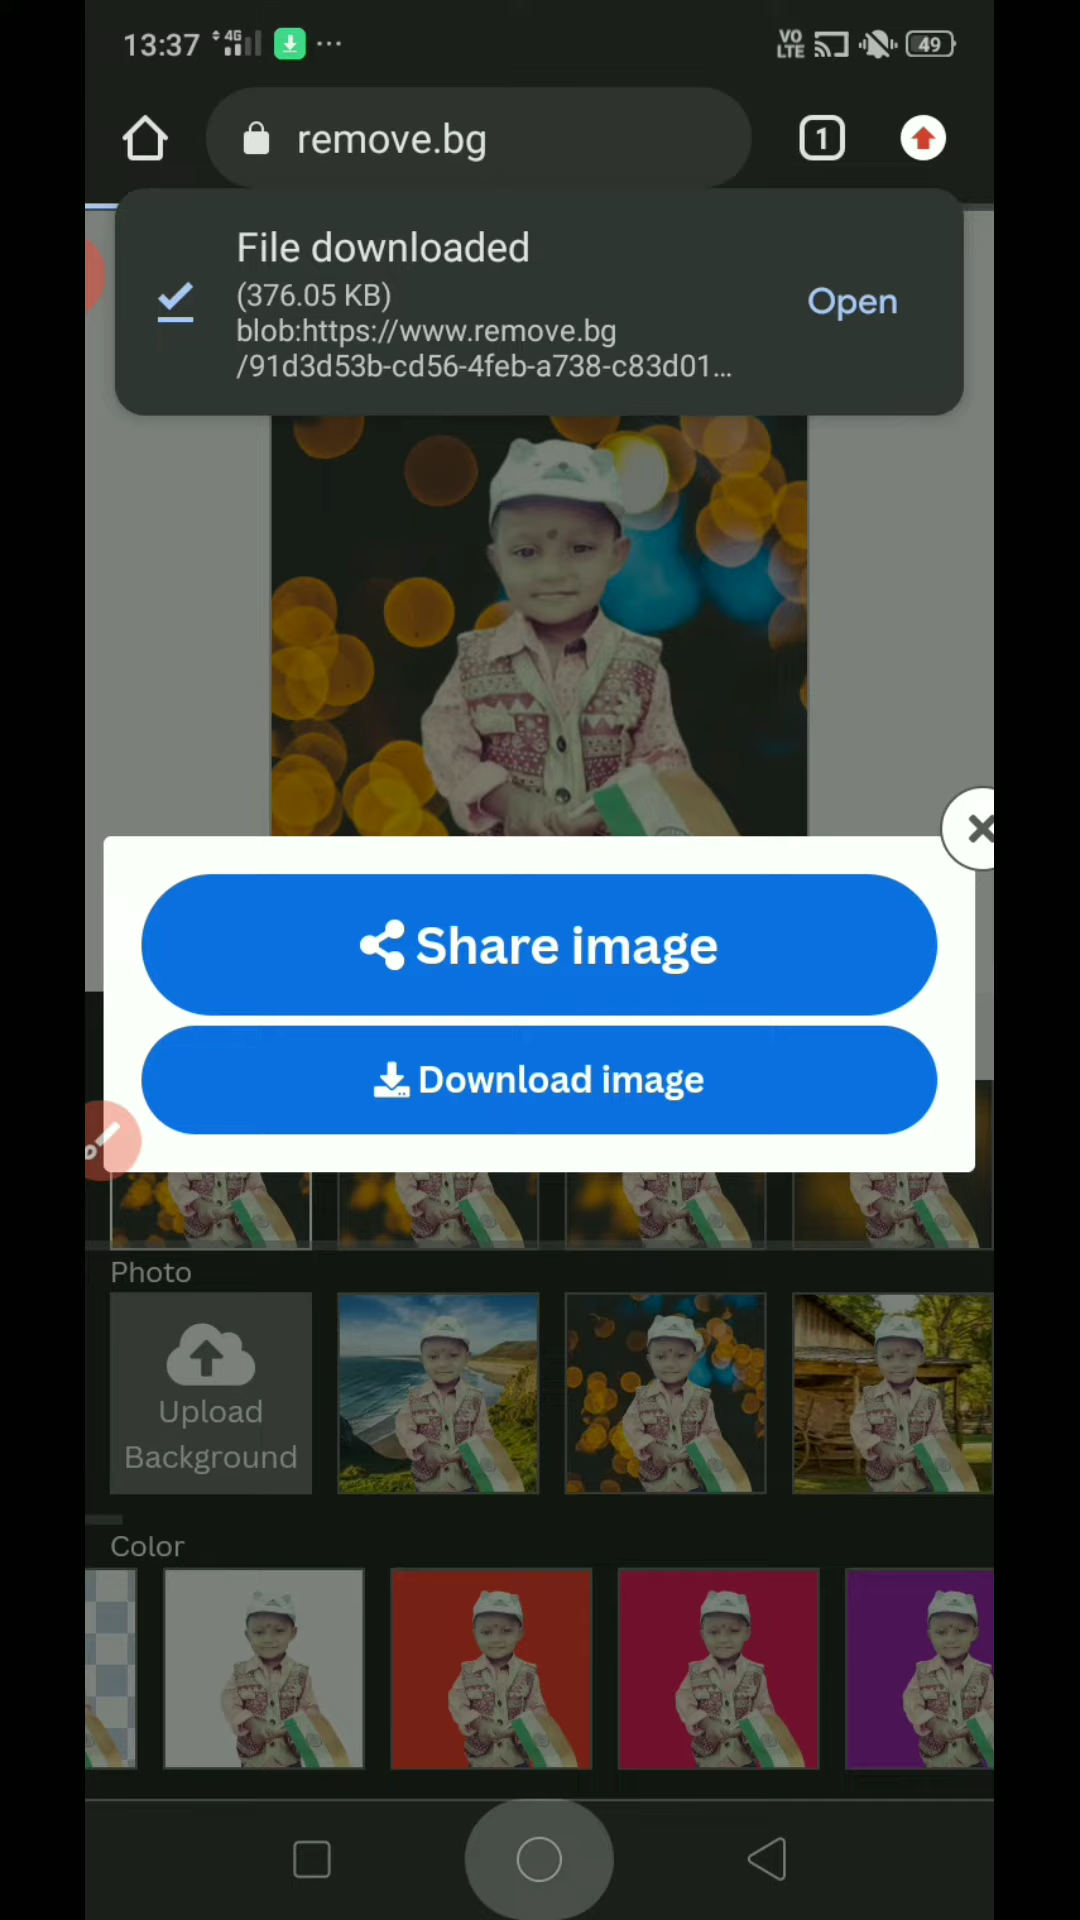 13:37 4G ... VO LTE 49
remove.bg 1
File downloaded
(376.05 KB)
Open
blob:https://www.remove.bg
/91d3d53b-cd56-4feb-a738-c83d01...
Share image
Download image
Photo
Upload
Background
Color